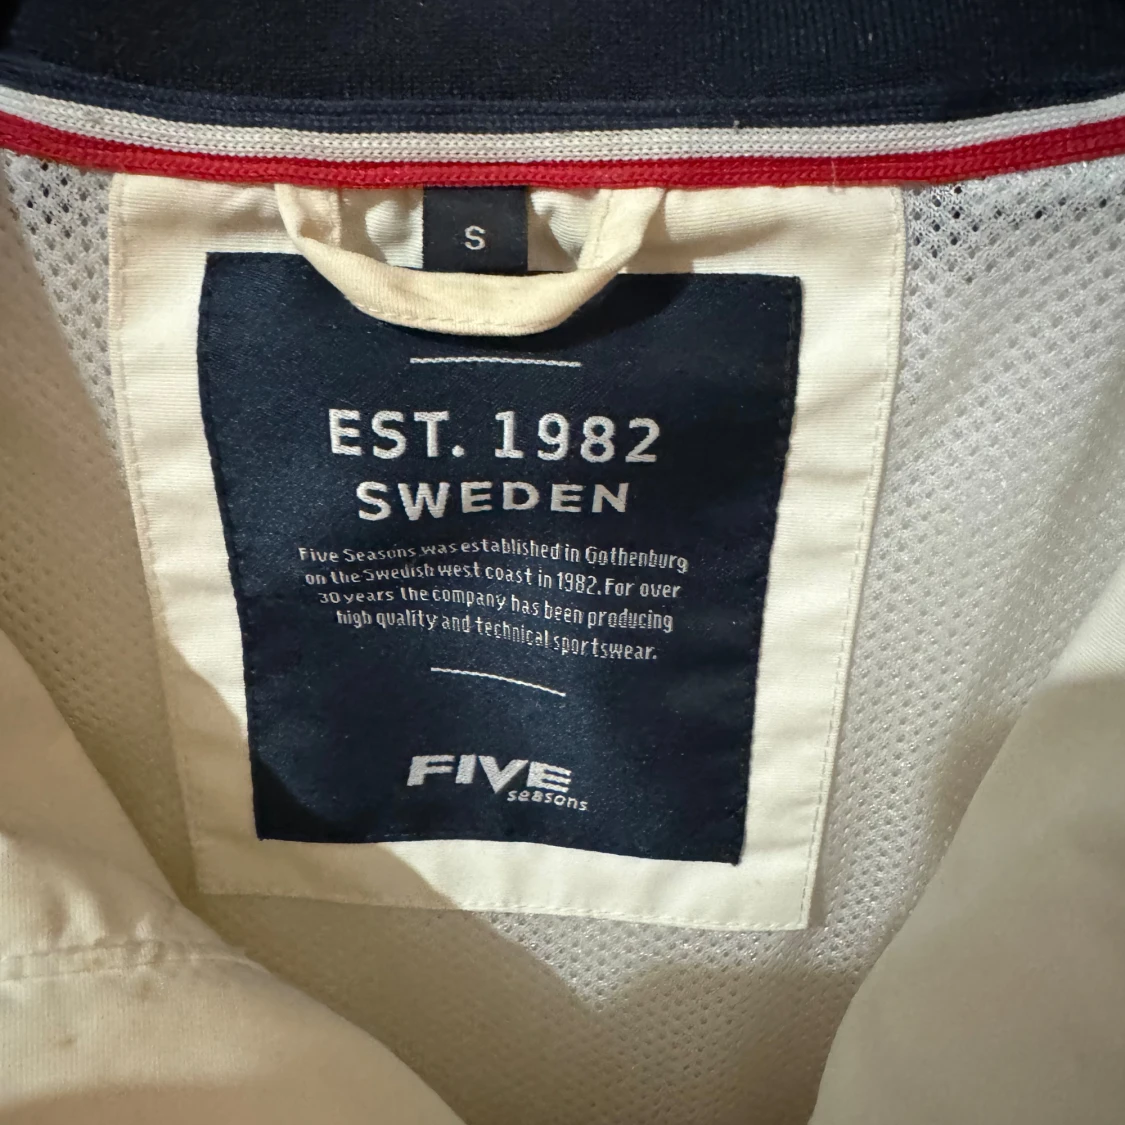 S
EST. 1982
SWEDEN
Five Seasons was established in Gothenburg
on the Swedish west coast in 1982. For over
30 years the company has been producing
high quality and technical sportswear.
FIVE
seasons